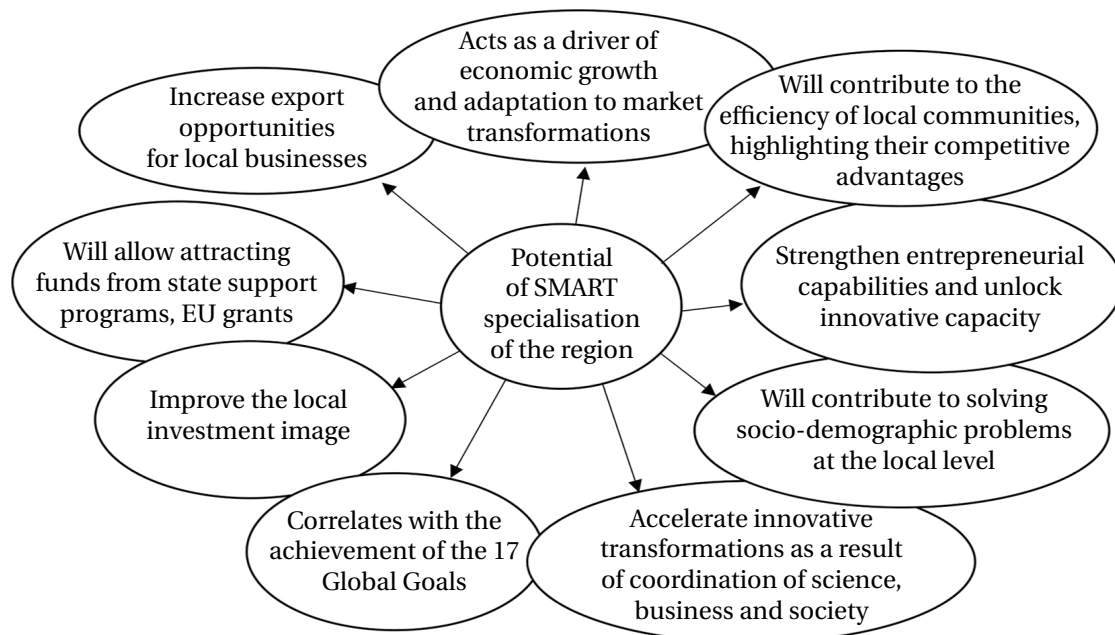 Acts as a driver of
economic growth
and adaptation to market
transformations
Will contribute to the
efficiency of local communities,
highlighting their competitive
advantages
Increase export
opportunities
for local businesses
Will allow attracting
funds from state support
programs, EU grants
Potential
of SMART
specialisation
of the region
Strengthen entrepreneurial
capabilities and unlock
innovative capacity
Improve the local
investment image
Will contribute to solving
socio-demographic problems
at the local level
Correlates with the
achievement of the 17
Global Goals
Accelerate innovative
transformations as a result
of coordination of science,
business and society